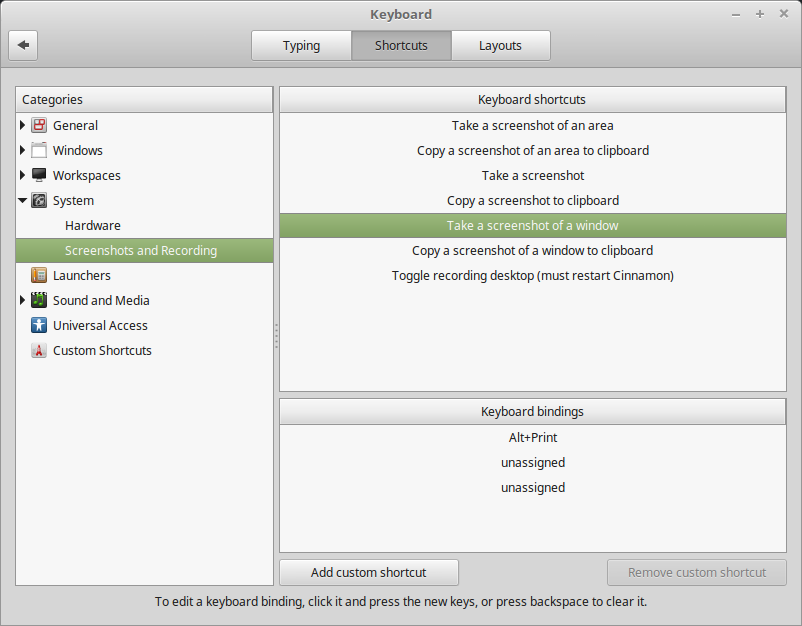 Keyboard
Typing
Shortcuts
Layouts
Categories
General
Windows
Workspaces
System
Hardware
Screenshots and Recording
Launchers
Sound and Media
Universal Access
Custom Shortcuts
Keyboard shortcuts
Take a screenshot of an area
Copy a screenshot of an area to clipboard
Take a screenshot
Copy a screenshot to clipboard
Take a screenshot of a window
Copy a screenshot of a window to clipboard
Toggle recording desktop (must restart Cinnamon)
Keyboard bindings
Alt+Print
unassigned
unassigned
Add custom shortcut
Remove custom shortcut
To edit a keyboard binding, click it and press the new keys, or press backspace to clear it.